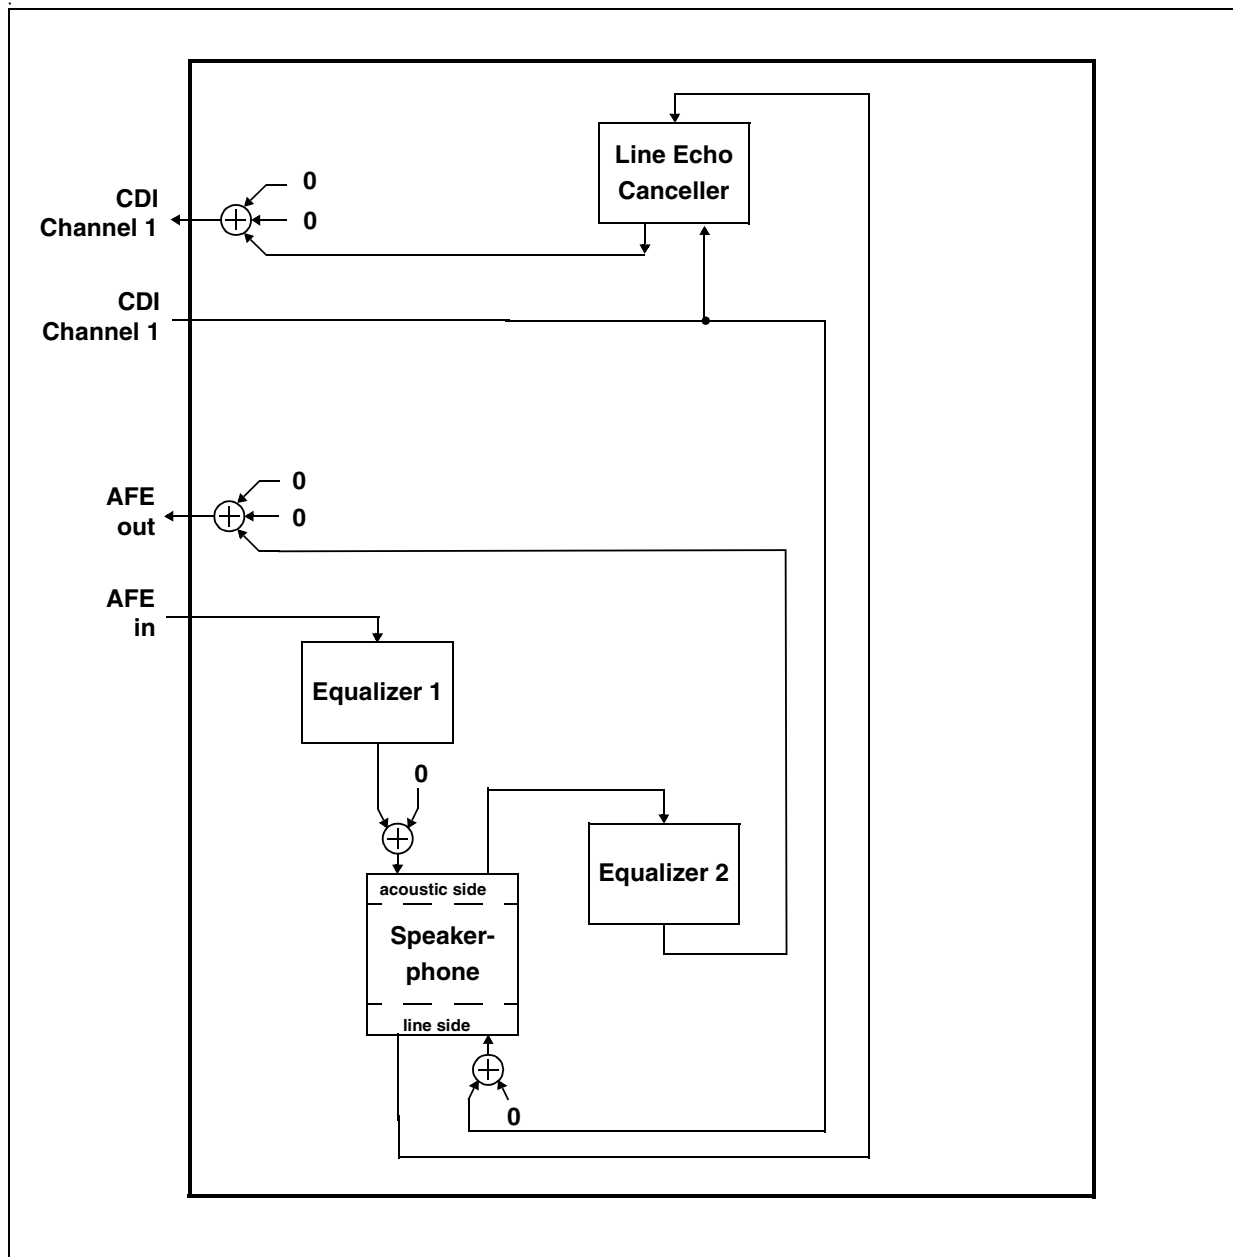 Line Echo
Canceller
0
CDI
Channel 1
0
CDI
Channel 1
0
AFE
out
0
AFE
in
Equalizer 1
0
Equalizer 2
acoustic side
Speaker-
phone
line side
0